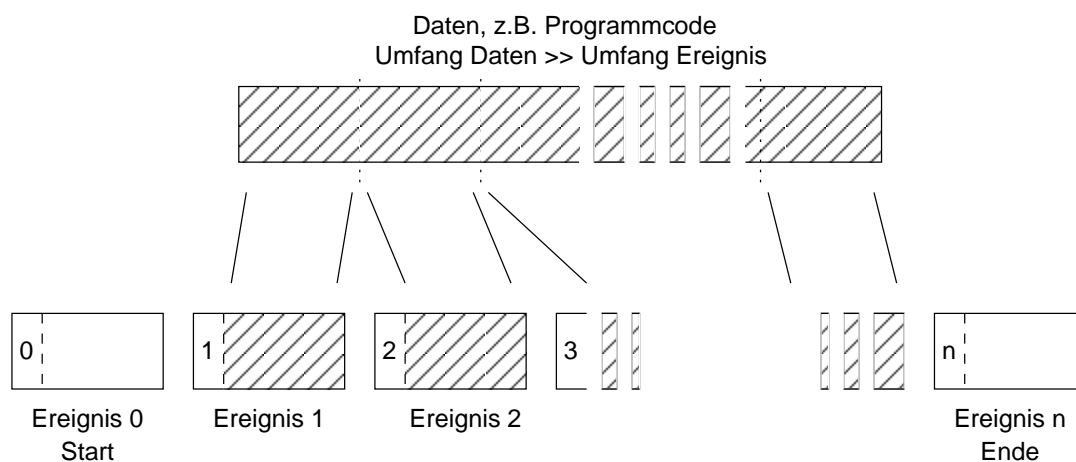 Daten, z.B. Programmcode
Umfang Daten >> Umfang Ereignis
0
1
2
3
n
Ereignis 0
Start
Ereignis 1
Ereignis 2
Ereignis n
Ende